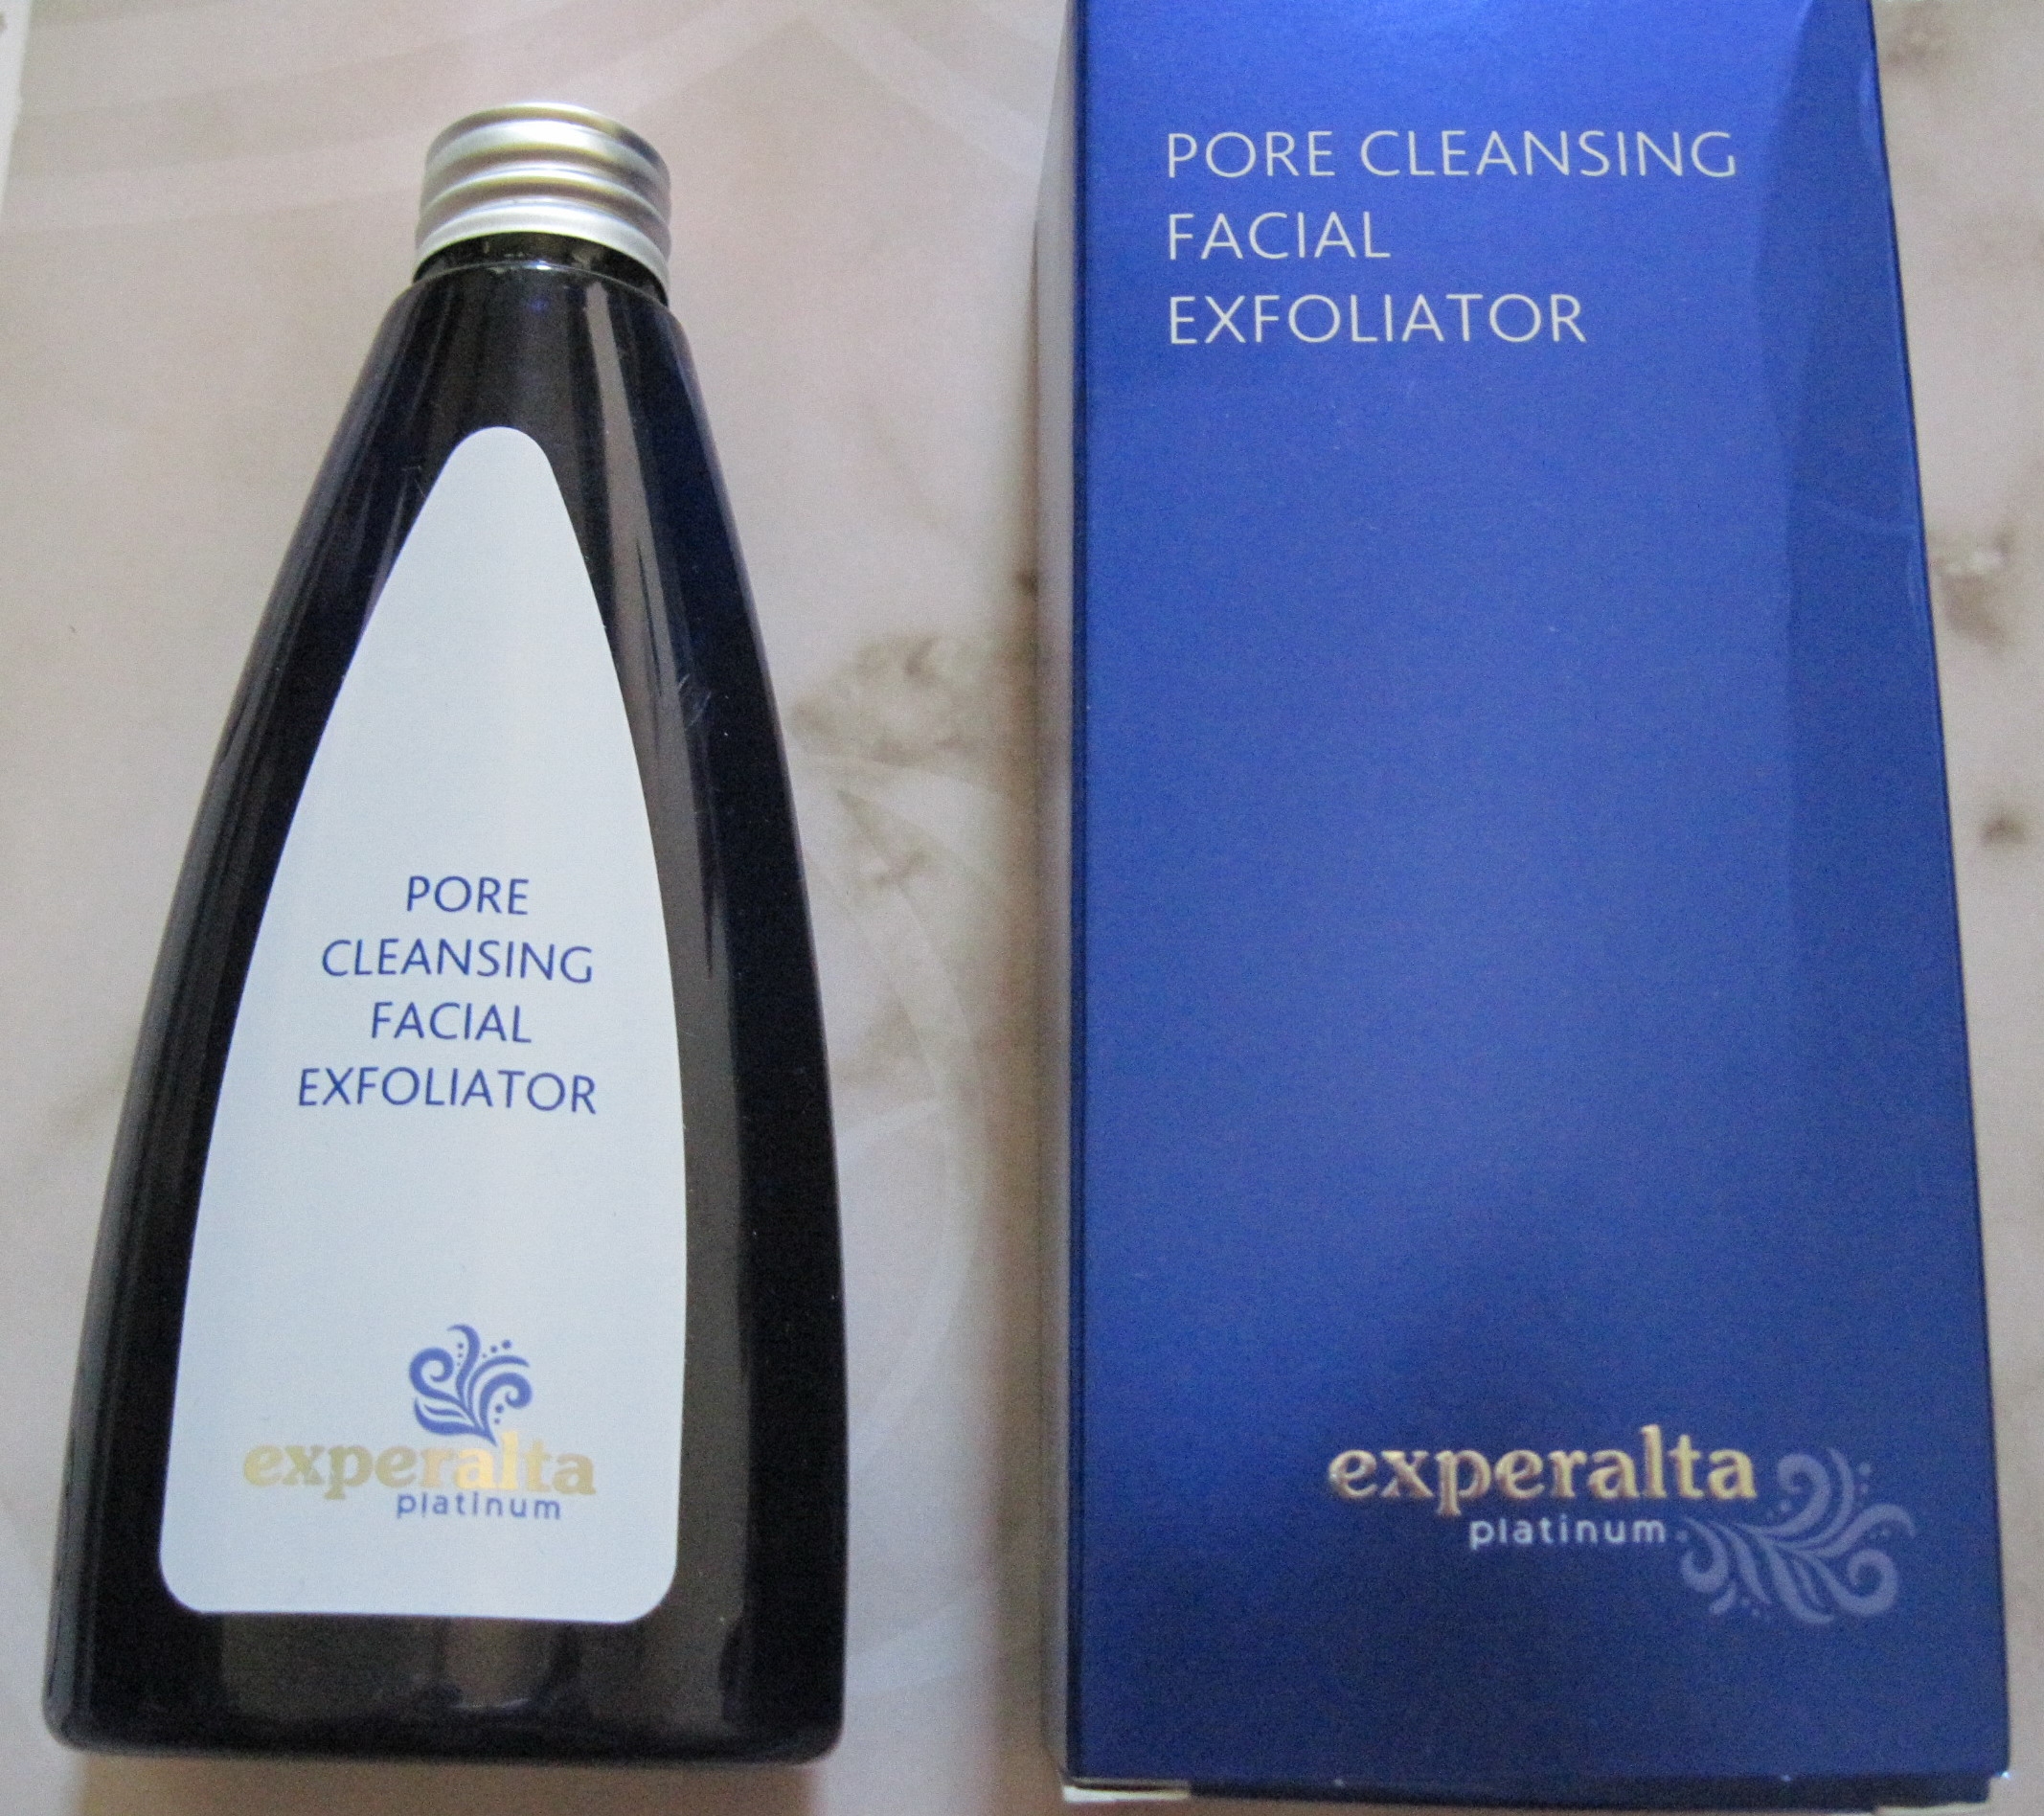 PORE
CLEANSING
FACIAL
EXFOLIATOR
experalta
platinum
PORE CLEANSING
FACIAL
EXFOLIATOR
experalta
platinum